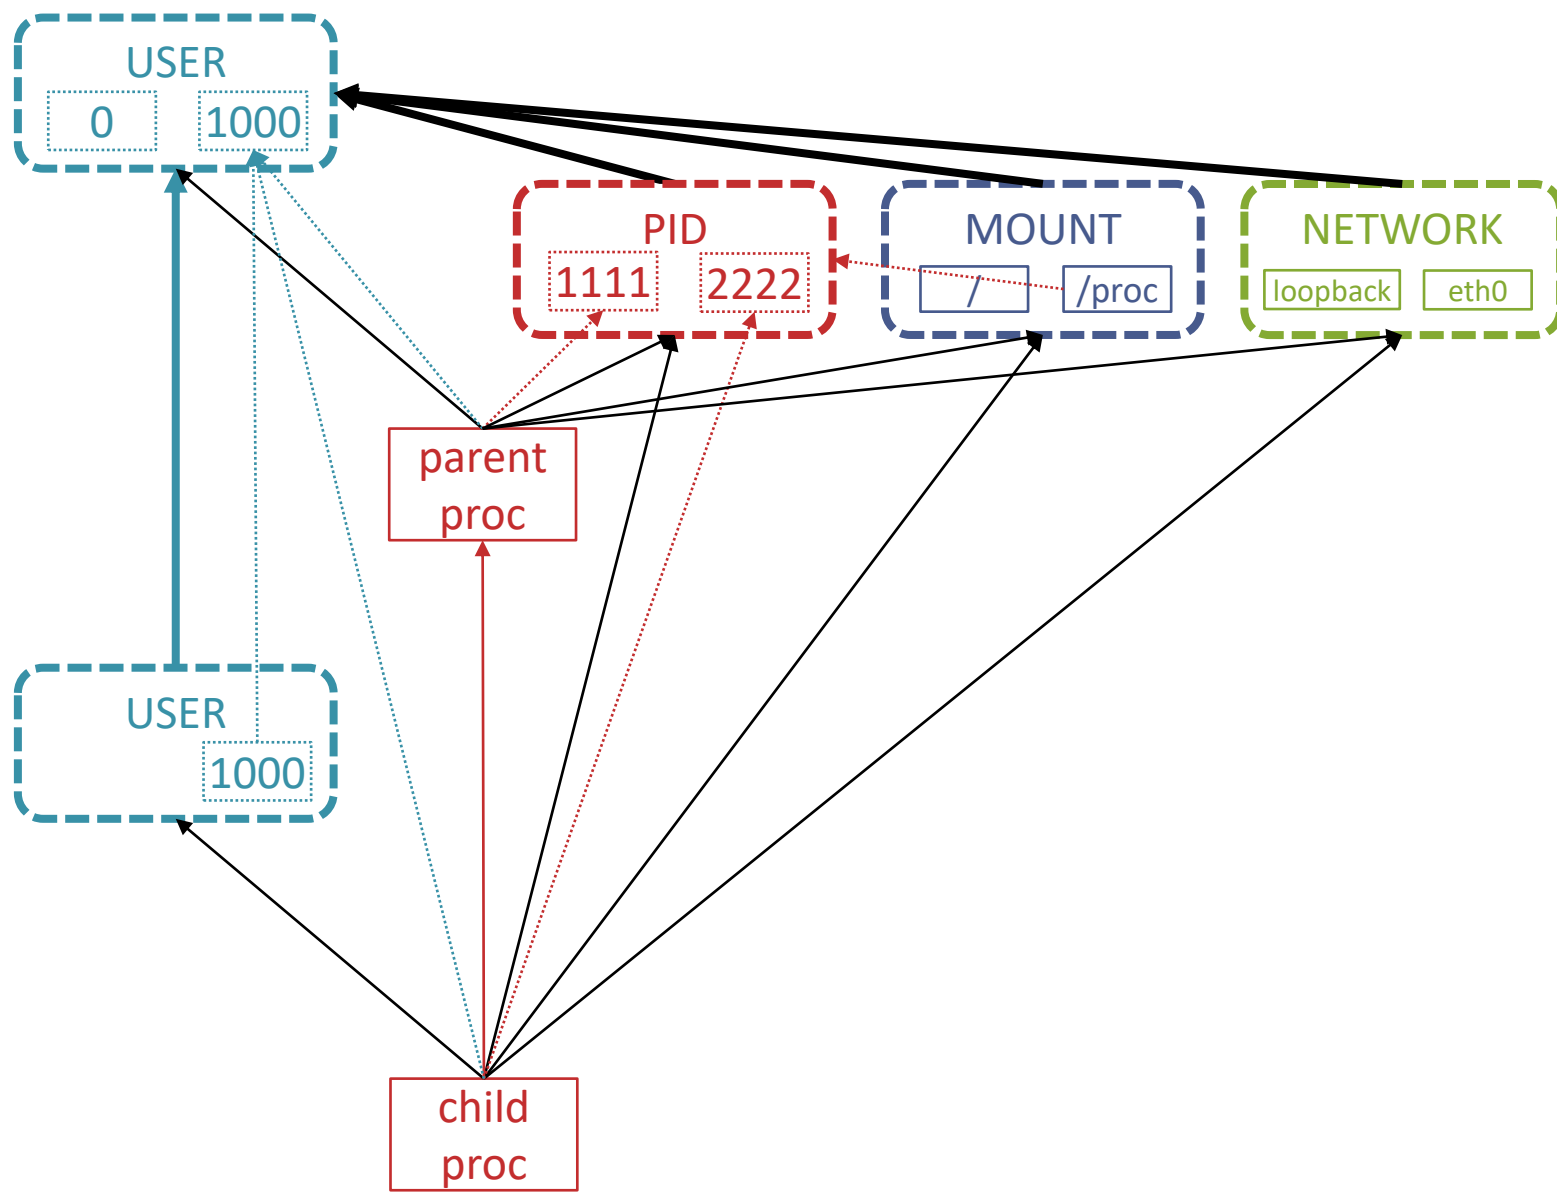 USER
0
1000
PID
1111
2222
MOUNT
/
/proc
NETWORK
loopback
eth0
parent
proc
USER
1000
child
proc